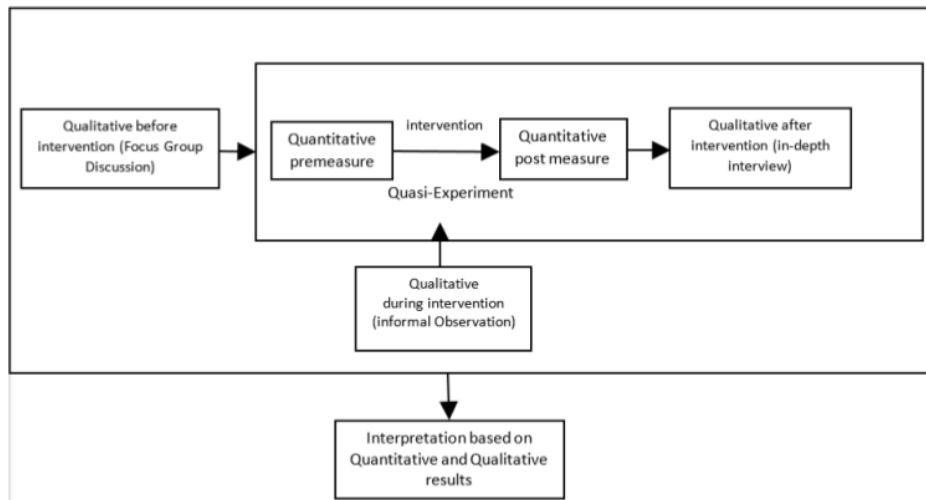 Qualitative before
intervention (Focus Group
Discussion)
Quantitative
premeasure
intervention
Quantitative
post measure
Qualitative after
intervention (in-depth
interview)
Quasi-Experiment
Qualitative
during intervention
(informal Observation)
Interpretation based on
Quantitative and Qualitative
results